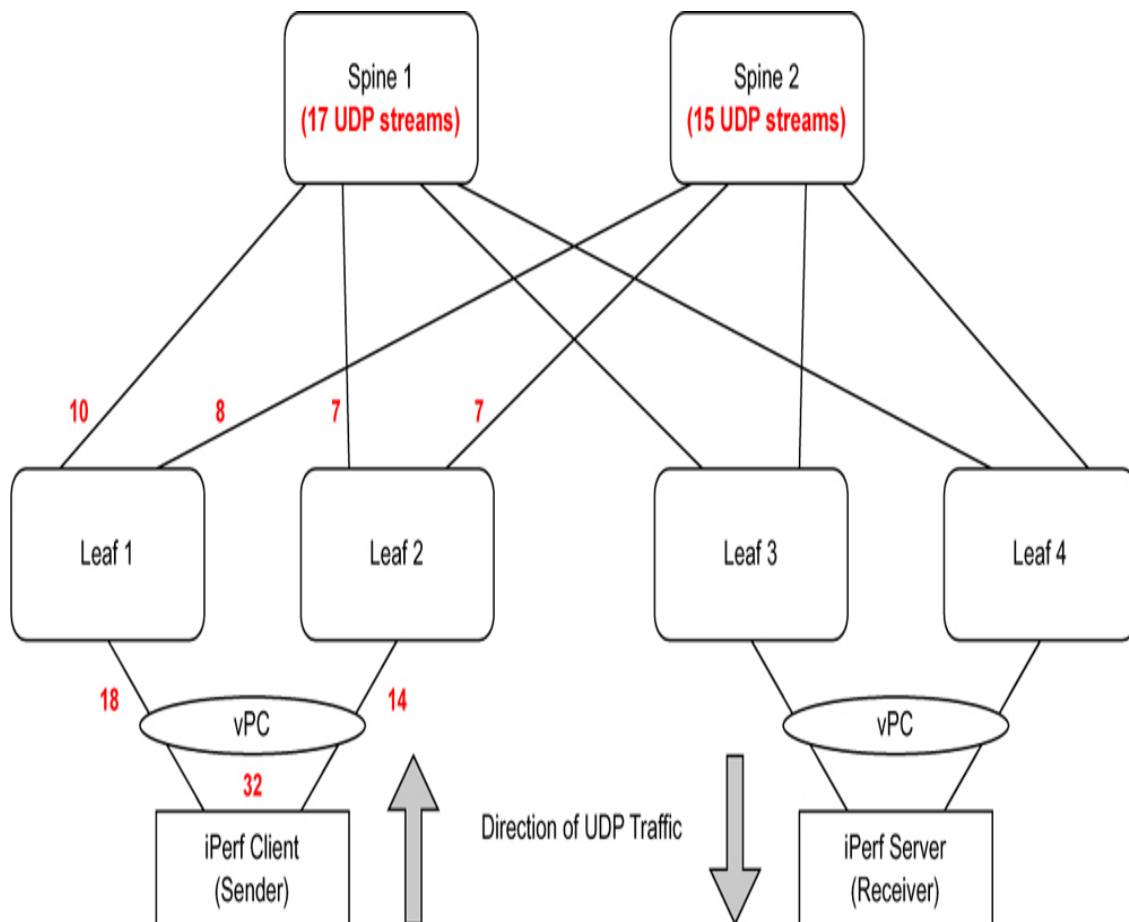 Spine 1
(17 UDP streams)
Spine 2
(15 UDP streams)
10
8
7
7
Leaf 1
Leaf 2
Leaf 3
Leaf 4
18
14
vPC
vPC
32
Direction of UDP Traffic
iPerf Client
(Sender)
iPerf Server
(Receiver)